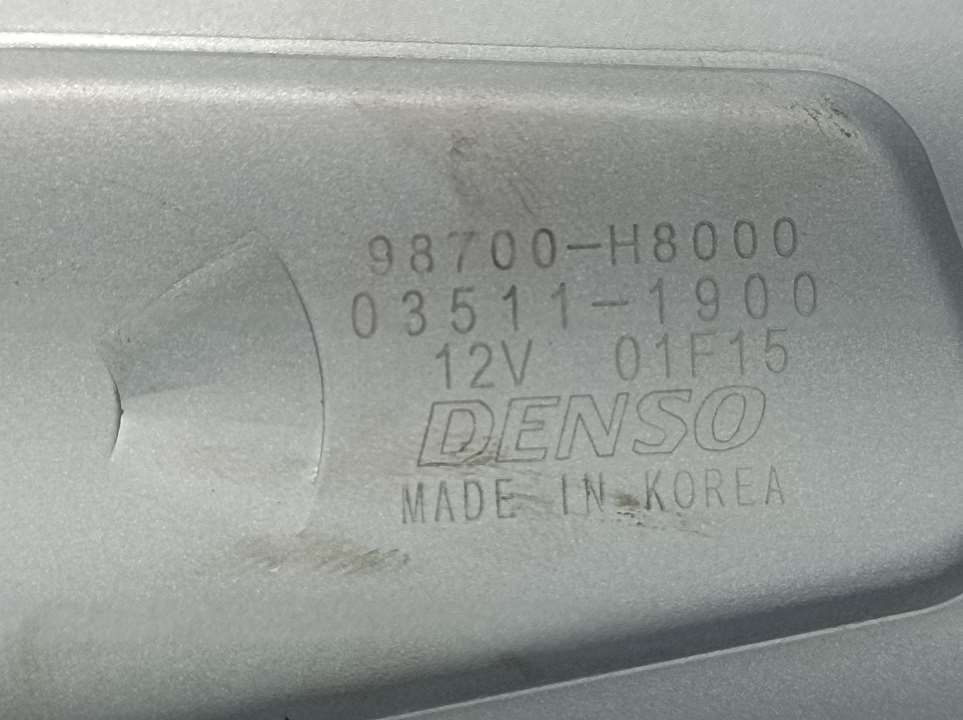 98700-H8000
03511-1900
12V 01F15
DENSO
MADE IN KOREA